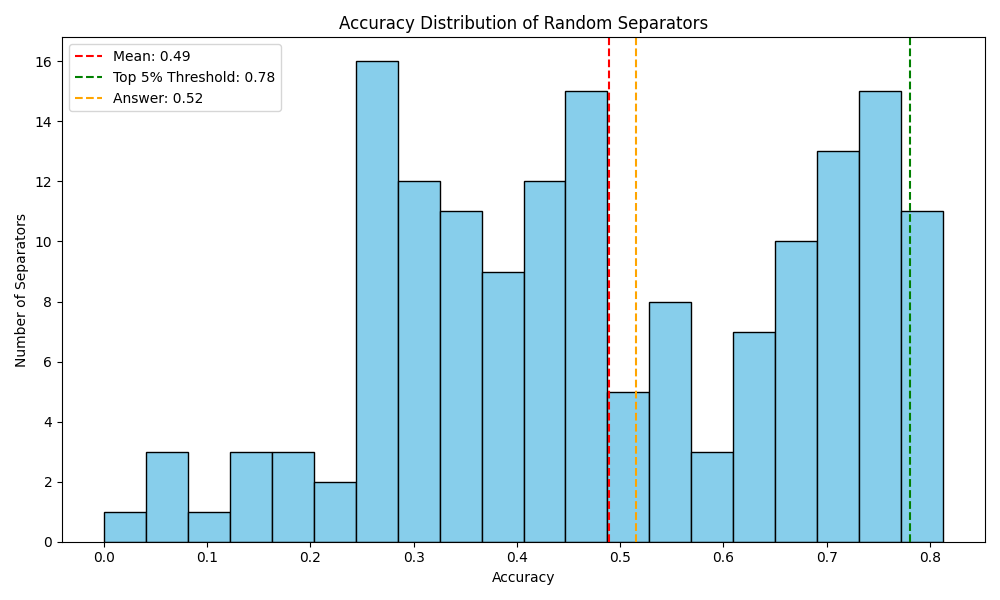 Accuracy Distribution of Random Separators
Mean: 0.49
Top 5% Threshold: 0.78
Answer: 0.52
Number of Separators
16
14
12
10
8
6
4
2
0
0.0 0.1 0.2 0.3 0.4 0.5 0.6 0.7 0.8
Accuracy